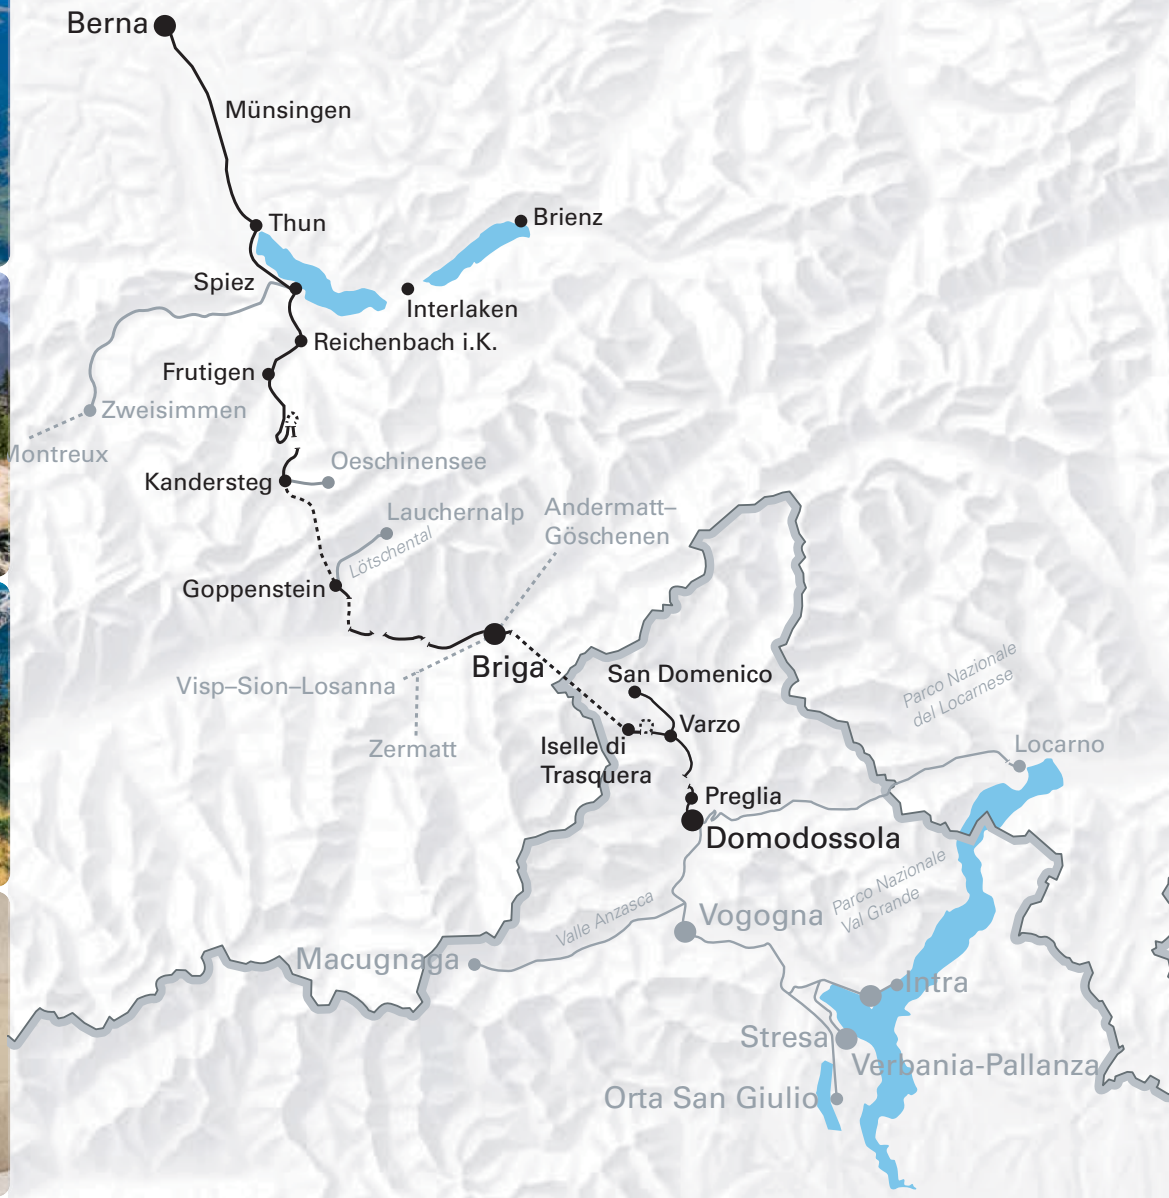 Berna
Münsingen
Thun
Brienz
Spiez
Interlaken
Reichenbach i.K.
Frutigen
Zweisimmen
Montreux
Oeschinensee
Kandersteg
Lauchernalp
Andermatt–
Göschenen
Lötschental
Goppenstein
Briga
Visp–Sion–Losanna
Zermatt
San Domenico
Parco Nazionale
del Locarnese
Varzo
Iselle di
Trasquera
Locarno
Preglia
Domodossola
Parco Nazionale
Val Grande
Valle Anzasca
Vogogna
Macugnaga
Intra
Stresa
Verbania-Pallanza
Orta San Giulio